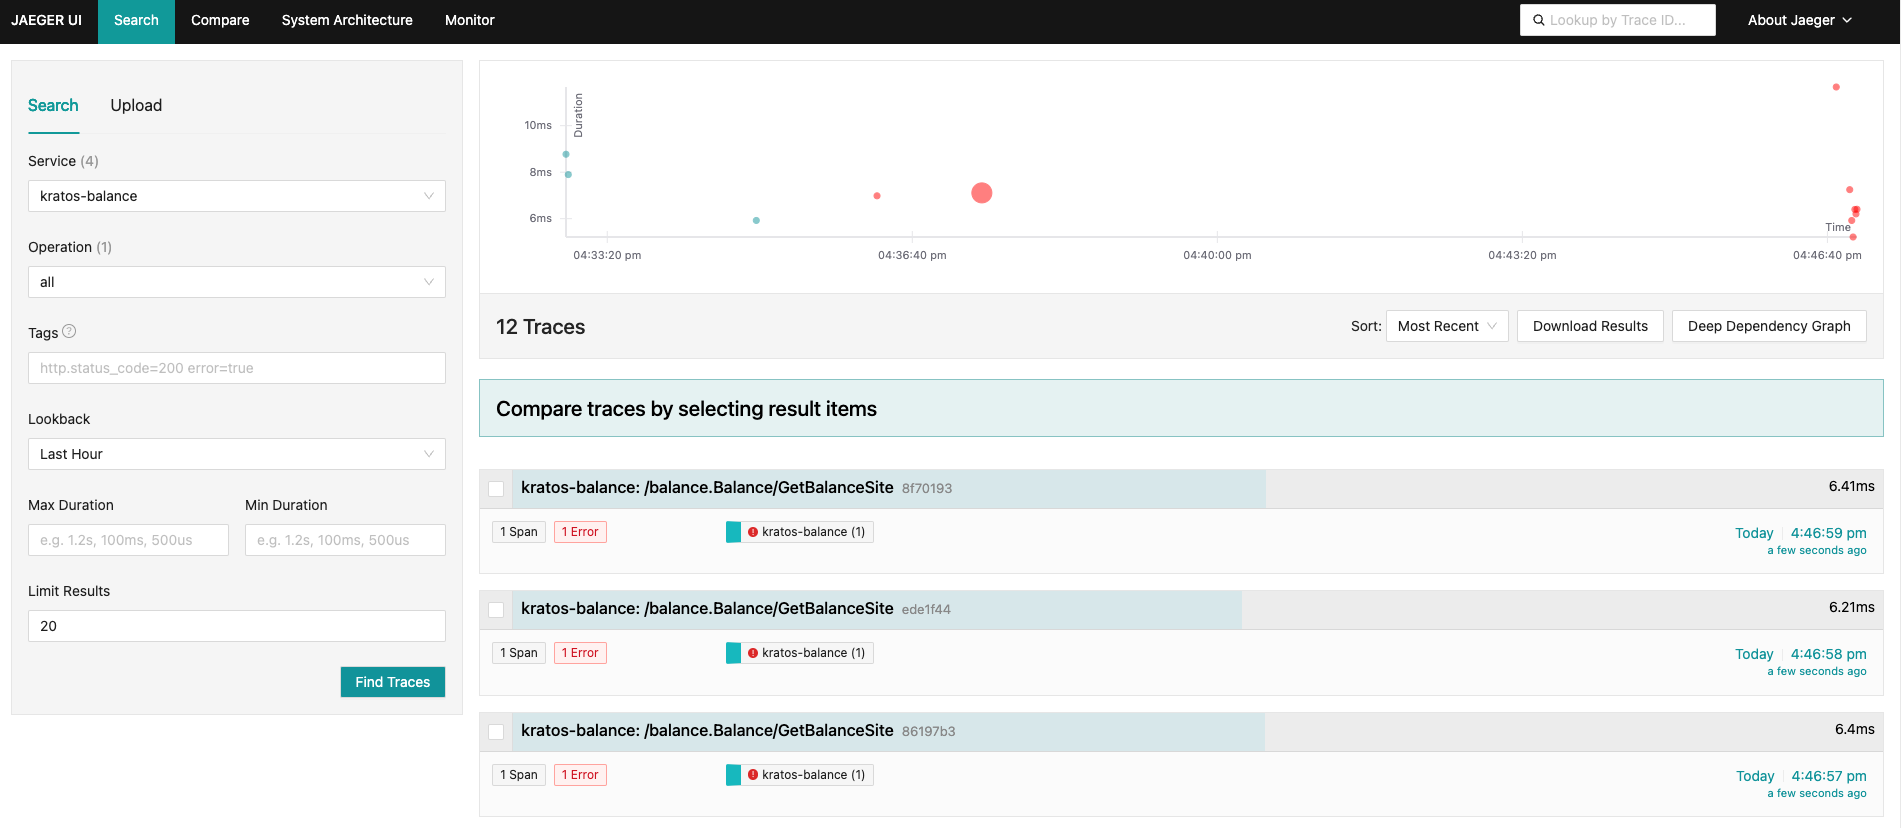 JAEGER UI Search Compare System Architecture Monitor Lookup by Trace ID... About Jaeger
Search Upload
Service (4)
kratos-balance
Operation (1)
all
Tags ?
http.status_code=200 error=true
Lookback
Last Hour
Max Duration Min Duration
e.g. 1.2s, 100ms, 500us e.g. 1.2s, 100ms, 500us
Limit Results
20
Find Traces
Duration
10ms
8ms
6ms
Time
04:33:20 pm 04:36:40 pm 04:40:00 pm 04:43:20 pm 04:46:40 pm
12 Traces Sort: Most Recent Download Results Deep Dependency Graph
Compare traces by selecting result items
kratos-balance: /balance.Balance/GetBalanceSite 8f70193 6.41ms
1 Span 1 Error kratos-balance (1) Today 4:46:59 pm
a few seconds ago
kratos-balance: /balance.Balance/GetBalanceSite ede1f44 6.21ms
1 Span 1 Error kratos-balance (1) Today 4:46:58 pm
a few seconds ago
kratos-balance: /balance.Balance/GetBalanceSite 86197b3 6.4ms
1 Span 1 Error kratos-balance (1) Today 4:46:57 pm
a few seconds ago